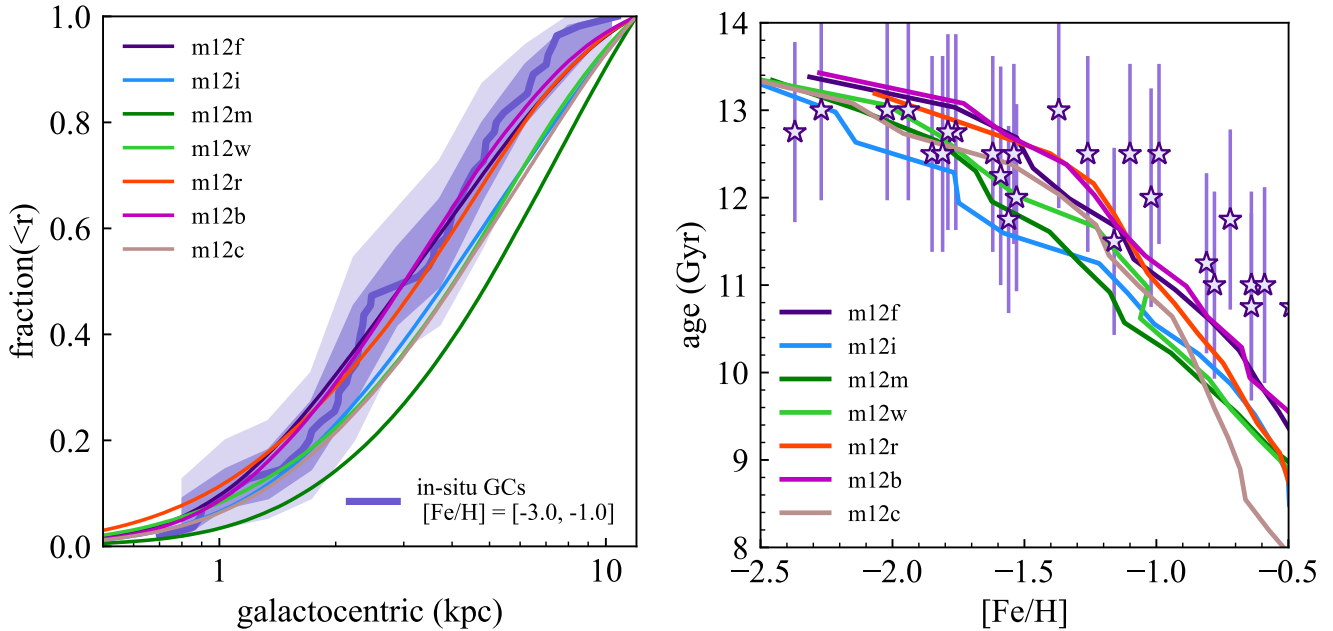 fraction(<r)
1.0
0.8
0.6
0.4
0.2
0.0
m12f
m12i
m12m
m12w
m12r
m12b
m12c
in-situ GCs
[Fe/H] = [-3.0, -1.0]
1
10
galactocentric (kpc)
age (Gyr)
14
13
12
11
10
9
8
m12f
m12i
m12m
m12w
m12r
m12b
m12c
−2.5
−2.0
−1.5
−1.0
−0.5
[Fe/H]